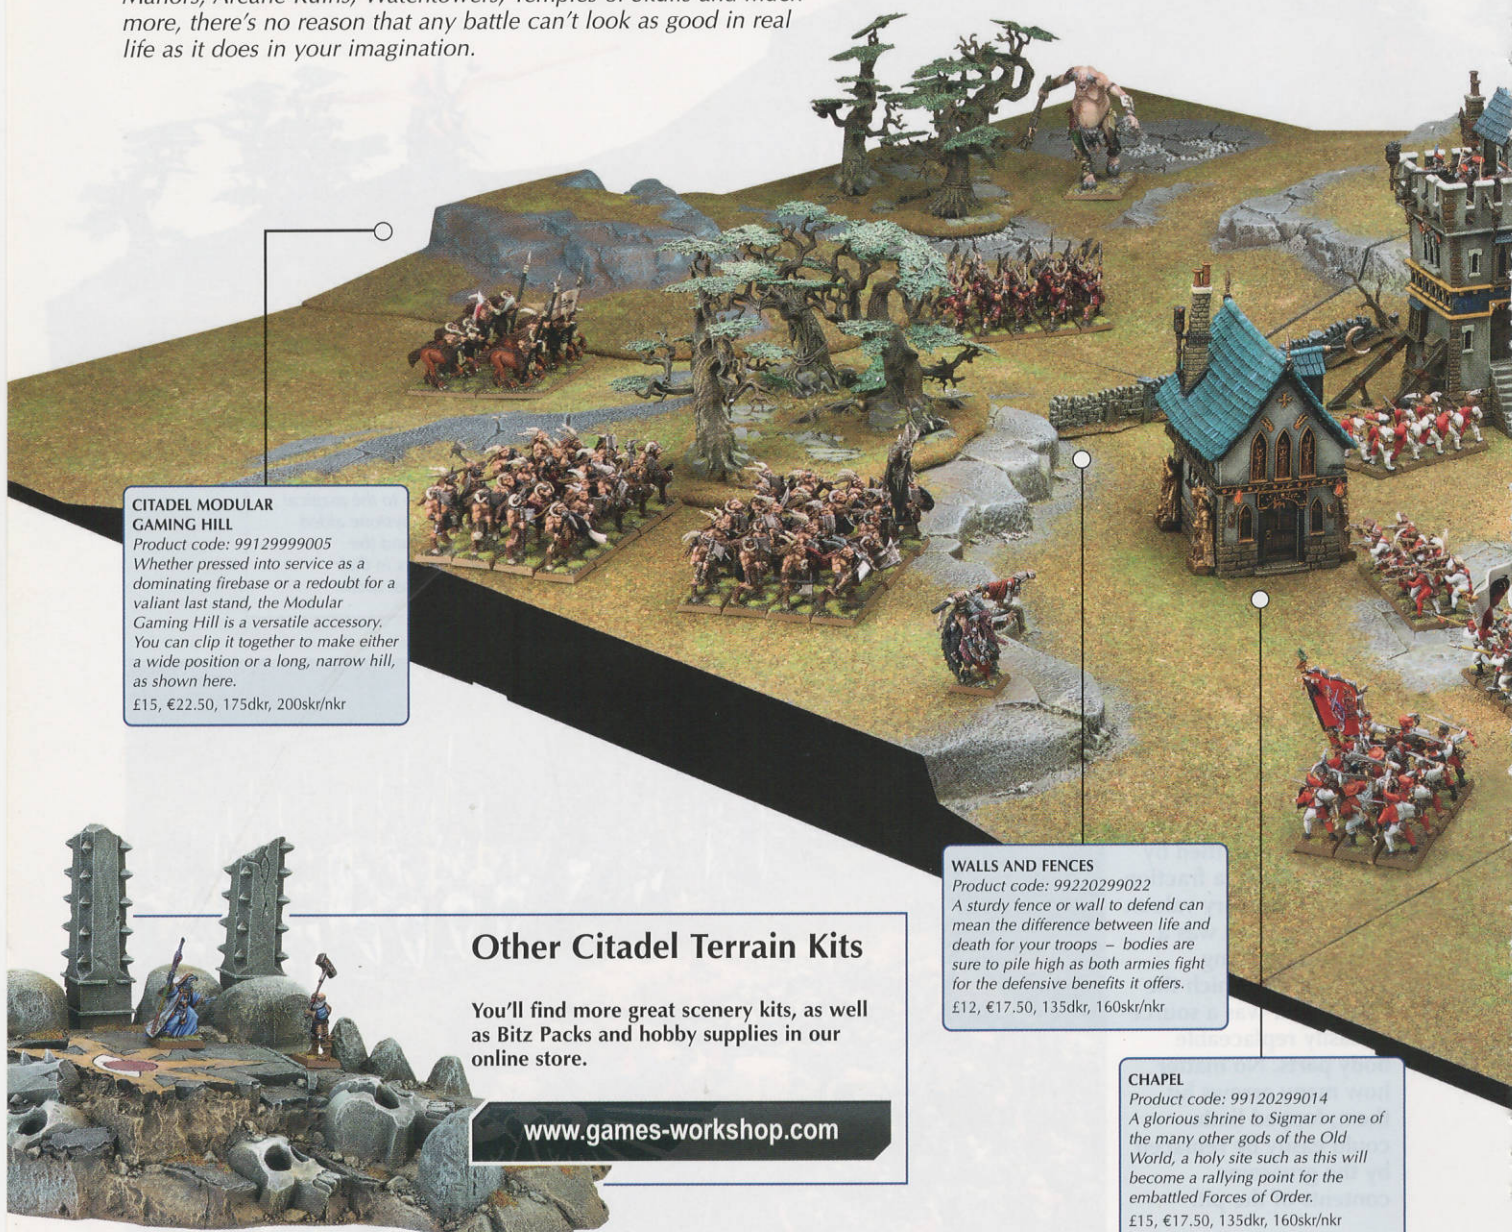 Manors, Arcane Ruins, Watchtowers, Temples of Skulls and much
more, there's no reason that any battle can't look as good in real
life as it does in your imagination.
CITADEL MODULAR
GAMING HILL
Product code: 99129999005
Whether pressed into service as a
dominating firebase or a redoubt for a
valiant last stand, the Modular
Gaming Hill is a versatile accessory.
You can clip it together to make either
a wide position or a long, narrow hill,
as shown here.
£15, €22.50, 175dkr, 200skr/nkr
Other Citadel Terrain Kits
You'll find more great scenery kits, as well
as Bitz Packs and hobby supplies in our
online store.
www.games-workshop.com
WALLS AND FENCES
Product code: 99220299022
A sturdy fence or wall to defend can
mean the difference between life and
death for your troops – bodies are
sure to pile high as both armies fight
for the defensive benefits it offers.
£12, €17.50, 135dkr, 160skr/nkr
CHAPEL
Product code: 99120299014
A glorious shrine to Sigmar or one of
the many other gods of the Old
World, a holy site such as this will
become a rallying point for the
embattled Forces of Order.
£15, €17.50, 135dkr, 160skr/nkr